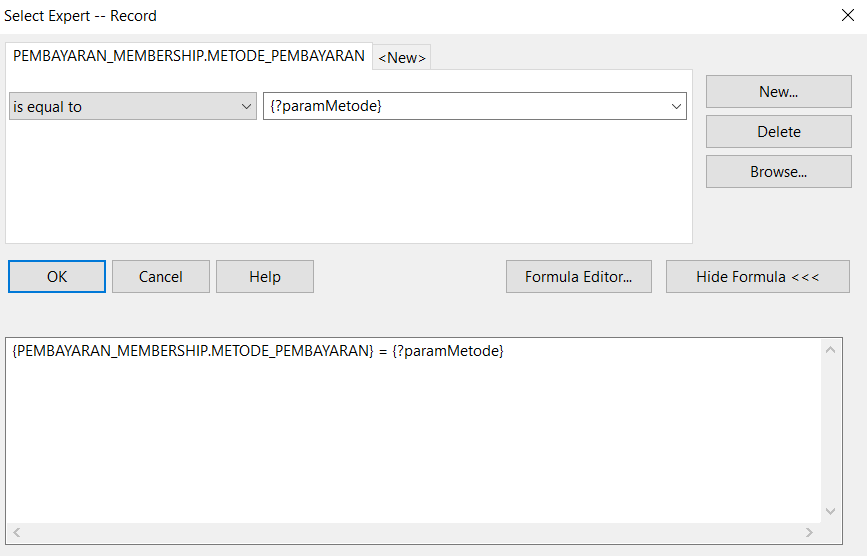 Select Expert -- Record
PEMBAYARAN_MEMBERSHIP.METODE_PEMBAYARAN
<New>
is equal to
{?paramMetode}
New...
Delete
Browse...
OK
Cancel
Help
Formula Editor...
Hide Formula <<<
{PEMBAYARAN_MEMBERSHIP.METODE_PEMBAYARAN} = {?paramMetode}